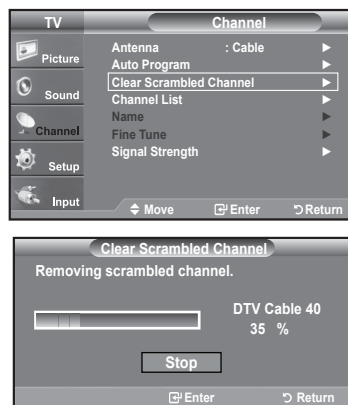 TV
Channel
Picture
Sound
Channel
Setup
Input
Antenna : Cable
Auto Program
Clear Scrambled Channel
Channel List
Name
Fine Tune
Signal Strength
Move Enter Return
Clear Scrambled Channel
Removing scrambled channel.
DTV Cable 40
35 %
Stop
Enter Return